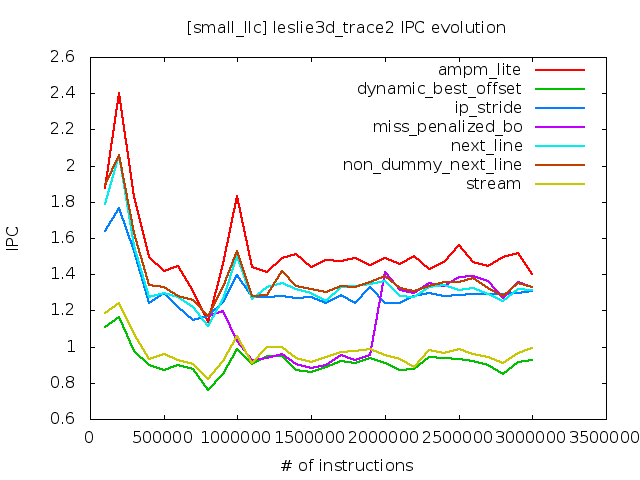 [small_llc] leslie3d_trace2 IPC evolution
2.6
2.4
2.2
2
1.8
1.6
1.4
1.2
1
0.8
0.6
IPC
ampm_lite
dynamic_best_offset
ip_stride
miss_penalized_bo
next_line
non_dummy_next_line
stream
0 500000 1000000 1500000 2000000 2500000 3000000 3500000
# of instructions